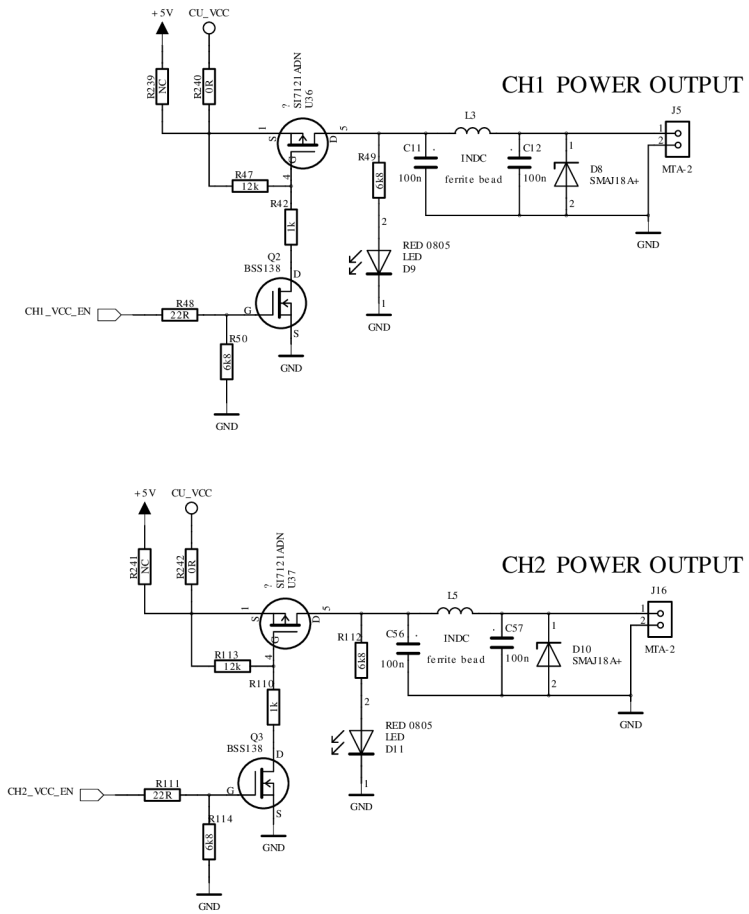 +5V
CU_VCC
R239
NC
R240
0R
?
SI7121ADN
U36
CH1 POWER OUTPUT
1
S
G
D
5
4
R47
12k
R42
1k
R49
6k8
2
C11
100n
L3
INDC
ferrite bead
C12
100n
1
D8
SMAJ18A+
2
J5
1
2
MTA-2
GND
Q2
BSS138
D
G
S
RED 0805
LED
D9
1
GND
CH1_VCC_EN
R48
22R
R50
6k8
GND
GND
+5V
CU_VCC
R241
NC
R242
0R
?
SI7121ADN
U37
CH2 POWER OUTPUT
1
S
G
D
5
4
R113
12k
R110
1k
R112
6k8
2
C56
100n
L5
INDC
ferrite bead
C57
100n
1
D10
SMAJ18A+
2
J16
1
2
MTA-2
GND
Q3
BSS138
D
G
S
RED 0805
LED
D11
1
GND
CH2_VCC_EN
R111
22R
R114
6k8
GND
GND